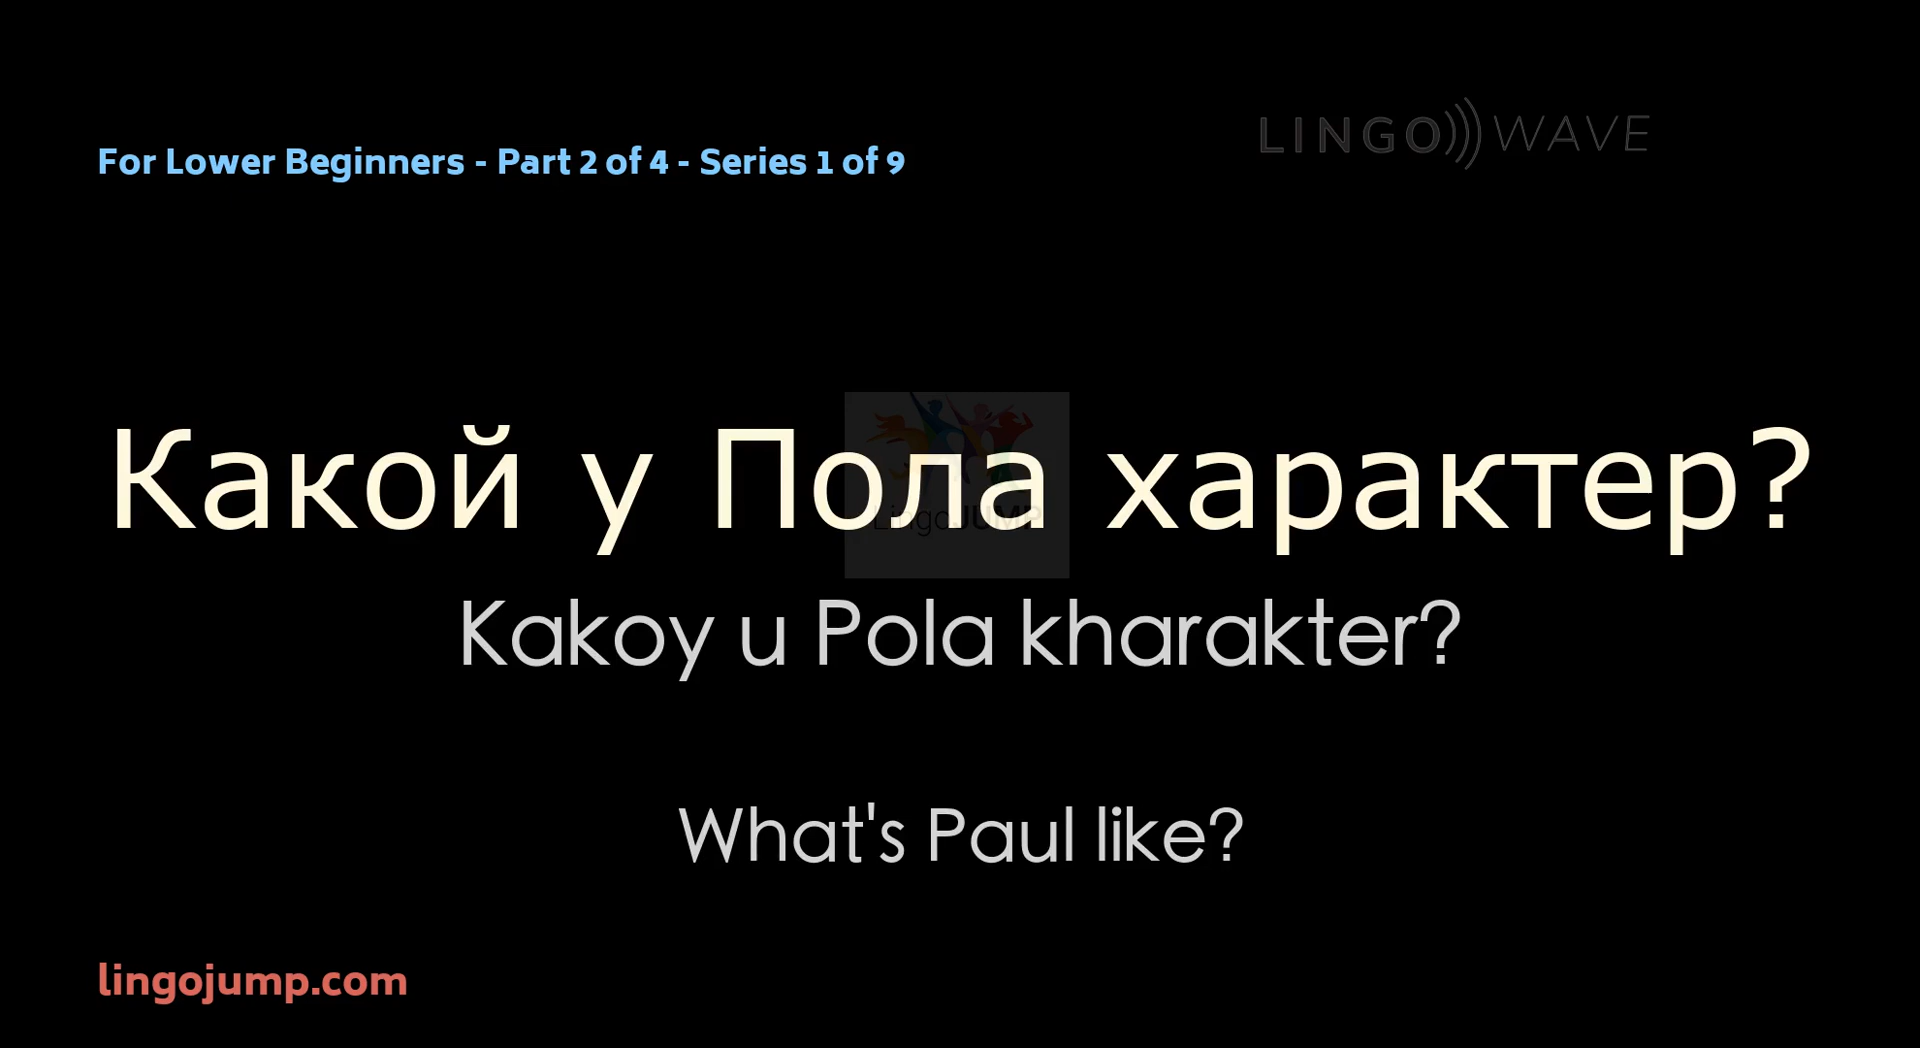 LINGO WAVE
For Lower Beginners - Part 2 of 4 - Series 1 of 9
Какой у Пола характер?
LingoJUMP
Kakoy u Pola kharakter?
What's Paul like?
lingojump.com